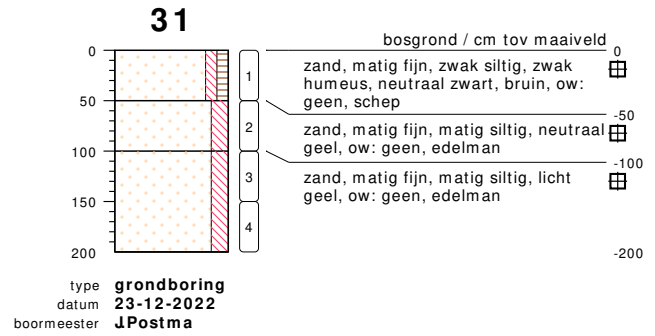 31
bosgrond / cm tov maaiveld
0
0
zand, matig fijn, zwak siltig, zwak
humeus, neutraal zwart, bruin, ow:
geen, schep
1
50
-50
zand, matig fijn, matig siltig, neutraal
geel, ow: geen, edelman
2
100
-100
zand, matig fijn, matig siltig, licht
geel, ow: geen, edelman
3
150
4
200
-200
type grondboring
datum 23-12-2022
boormeester J.Postma